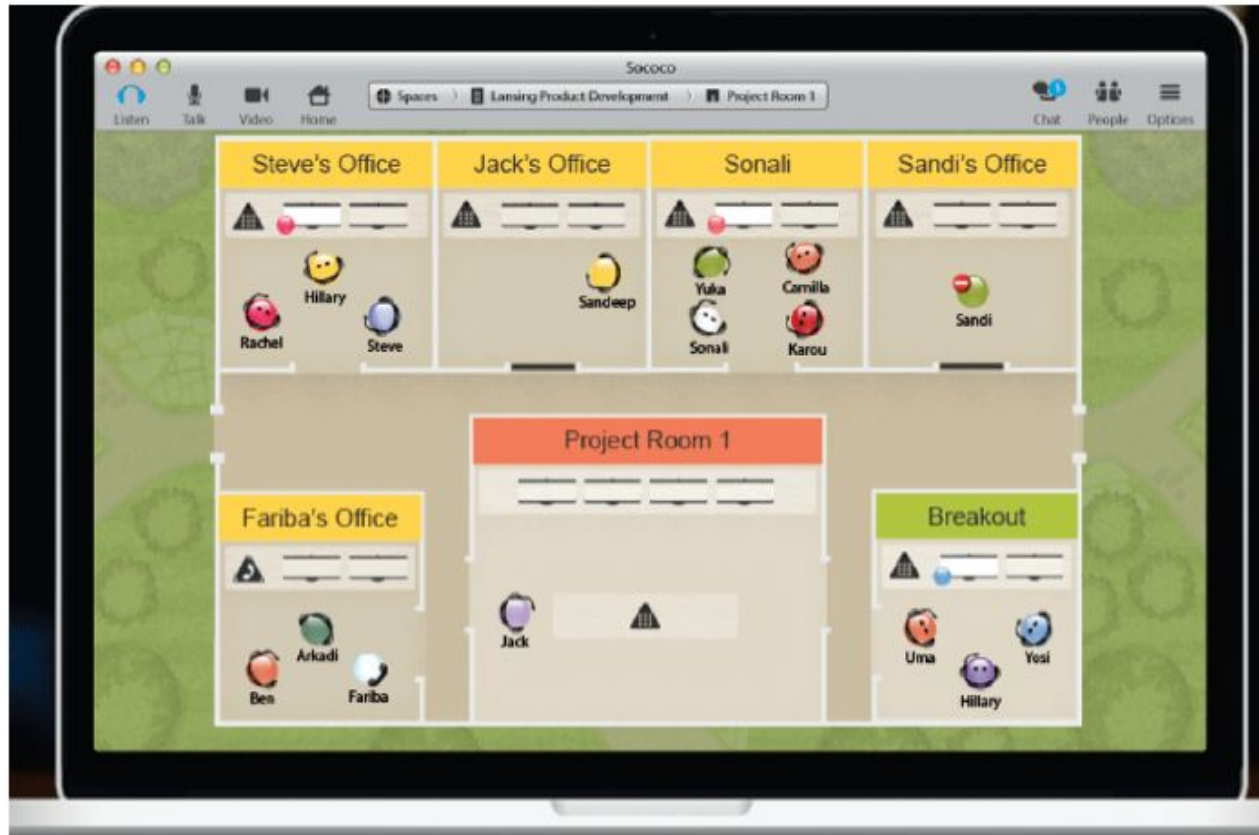 Sococo
Listen Talk Video Home
Spaces Lansing Product Development Project Room 1
Chat People Options
Steve's Office
Jack's Office
Sonali
Sandi's Office
Hillary
Rachel
Steve
Sandeep
Yuka
Camilla
Sonali
Karou
Sandi
Project Room 1
Fariba's Office
Breakout
Jack
Arkadi
Ben
Fariba
Uma
Yosi
Hillary